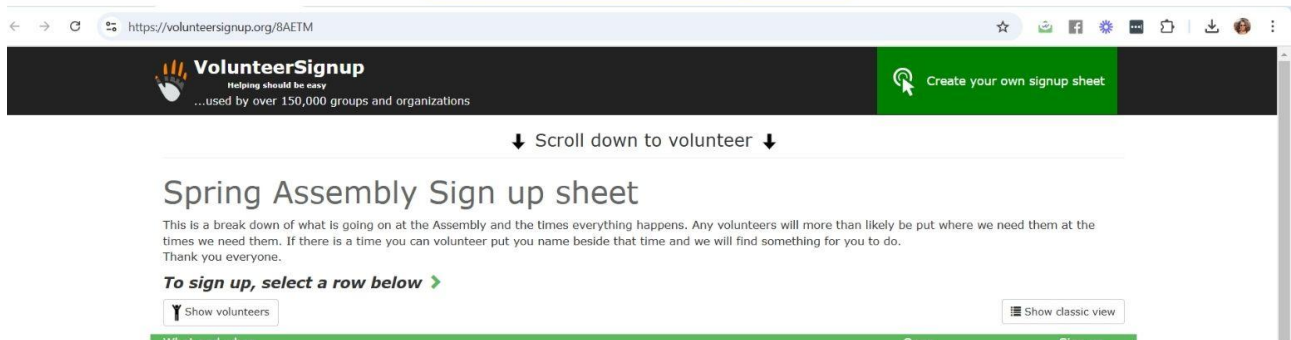 https://volunteersignup.org/8AETM
VolunteerSignup
Helping should be easy
...used by over 150,000 groups and organizations
Create your own signup sheet
Scroll down to volunteer
Spring Assembly Sign up sheet
This is a break down of what is going on at the Assembly and the times everything happens. Any volunteers will more than likely be put where we need them at the
times we need them. If there is a time you can volunteer put you name beside that time and we will find something for you to do.
Thank you everyone.
To sign up, select a row below
Show volunteers
Show classic view